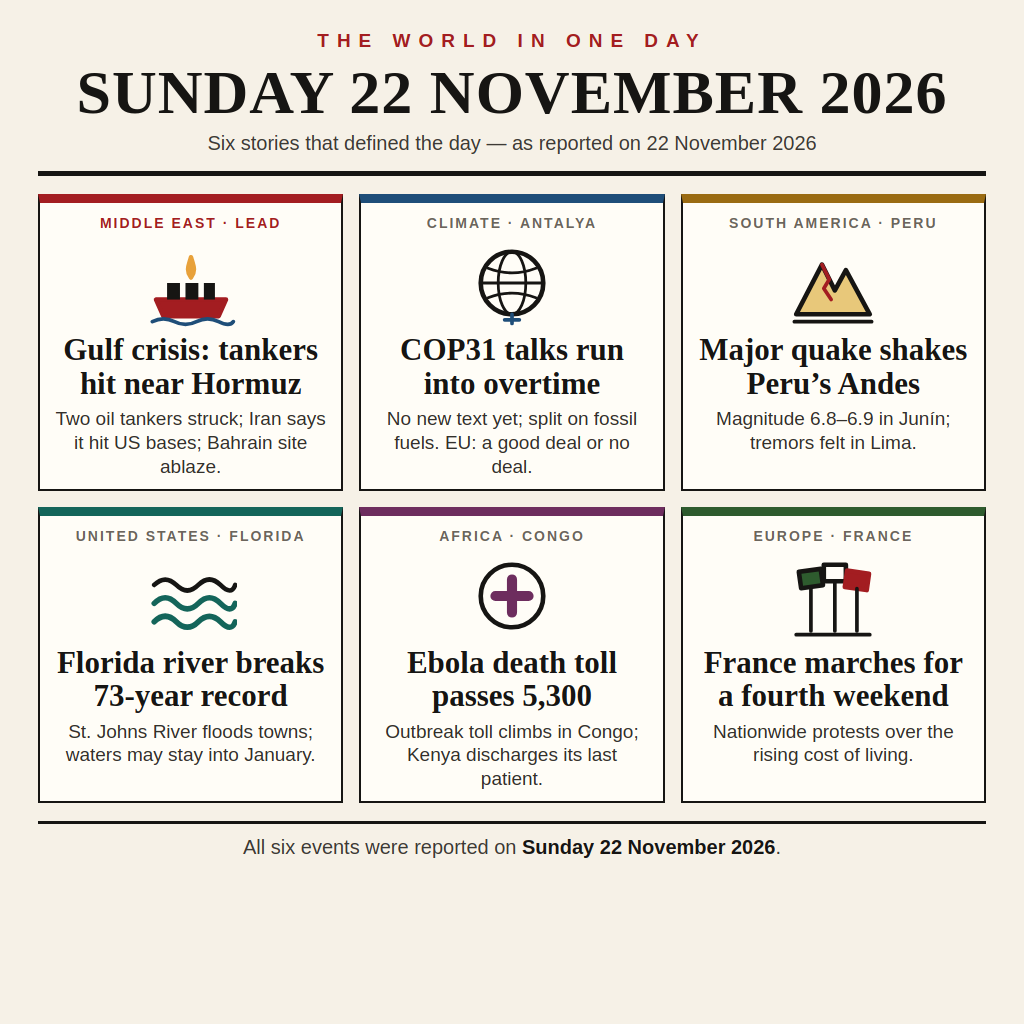 THE WORLD IN ONE DAY
SUNDAY 22 NOVEMBER 2026
Six stories that defined the day — as reported on 22 November 2026
MIDDLE EAST · LEAD
Gulf crisis: tankers
hit near Hormuz
Two oil tankers struck; Iran says
it hit US bases; Bahrain site
ablaze.
CLIMATE · ANTALYA
COP31 talks run
into overtime
No new text yet; split on fossil
fuels. EU: a good deal or no
deal.
SOUTH AMERICA · PERU
Major quake shakes
Peru’s Andes
Magnitude 6.8–6.9 in Junín;
tremors felt in Lima.
UNITED STATES · FLORIDA
Florida river breaks
73-year record
St. Johns River floods towns;
waters may stay into January.
AFRICA · CONGO
Ebola death toll
passes 5,300
Outbreak toll climbs in Congo;
Kenya discharges its last
patient.
EUROPE · FRANCE
France marches for
a fourth weekend
Nationwide protests over the
rising cost of living.
All six events were reported on Sunday 22 November 2026.